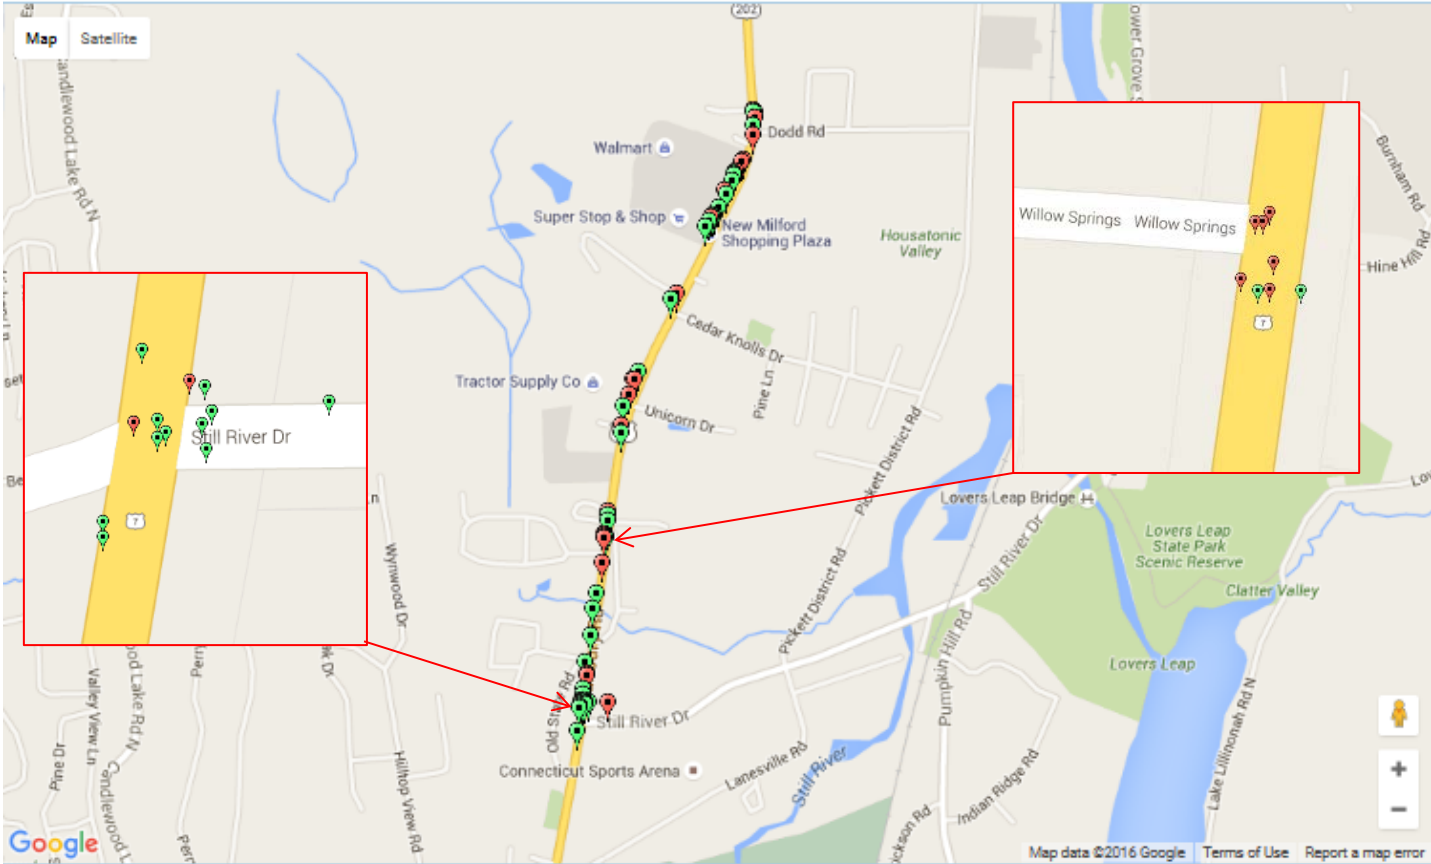 202
Map Satellite
Candlewood Lake Rd N
Walmart
Dodd Rd
Burnham Rd
Super Stop & Shop
New Milford
Shopping Plaza
Housatonic
Valley
Willow Springs Willow Springs
Hine Hill Rd
7
Cedar Knolls Dr
Pine Ln
Tractor Supply Co
Unicorn Dr
Pickett District Rd
Still River Dr
7
Lovers Leap Bridge
Lovers Leap
State Park
Scenic Reserve
Clatter Valley
Wynwood Dr
Still River Dr
Pickett District Rd
Pumpkin Hill Rd
Lovers Leap
Old State Rd
Still River Dr
Valley View Ln
Pine Dr
Candlewood L
Hilltop View Rd
Connecticut Sports Arena
Lanesville Rd
Still River
Indian Ridge Rd
Lake Lillinonah Rd N
+
−
Google
Map data ©2016 Google Terms of Use Report a map error